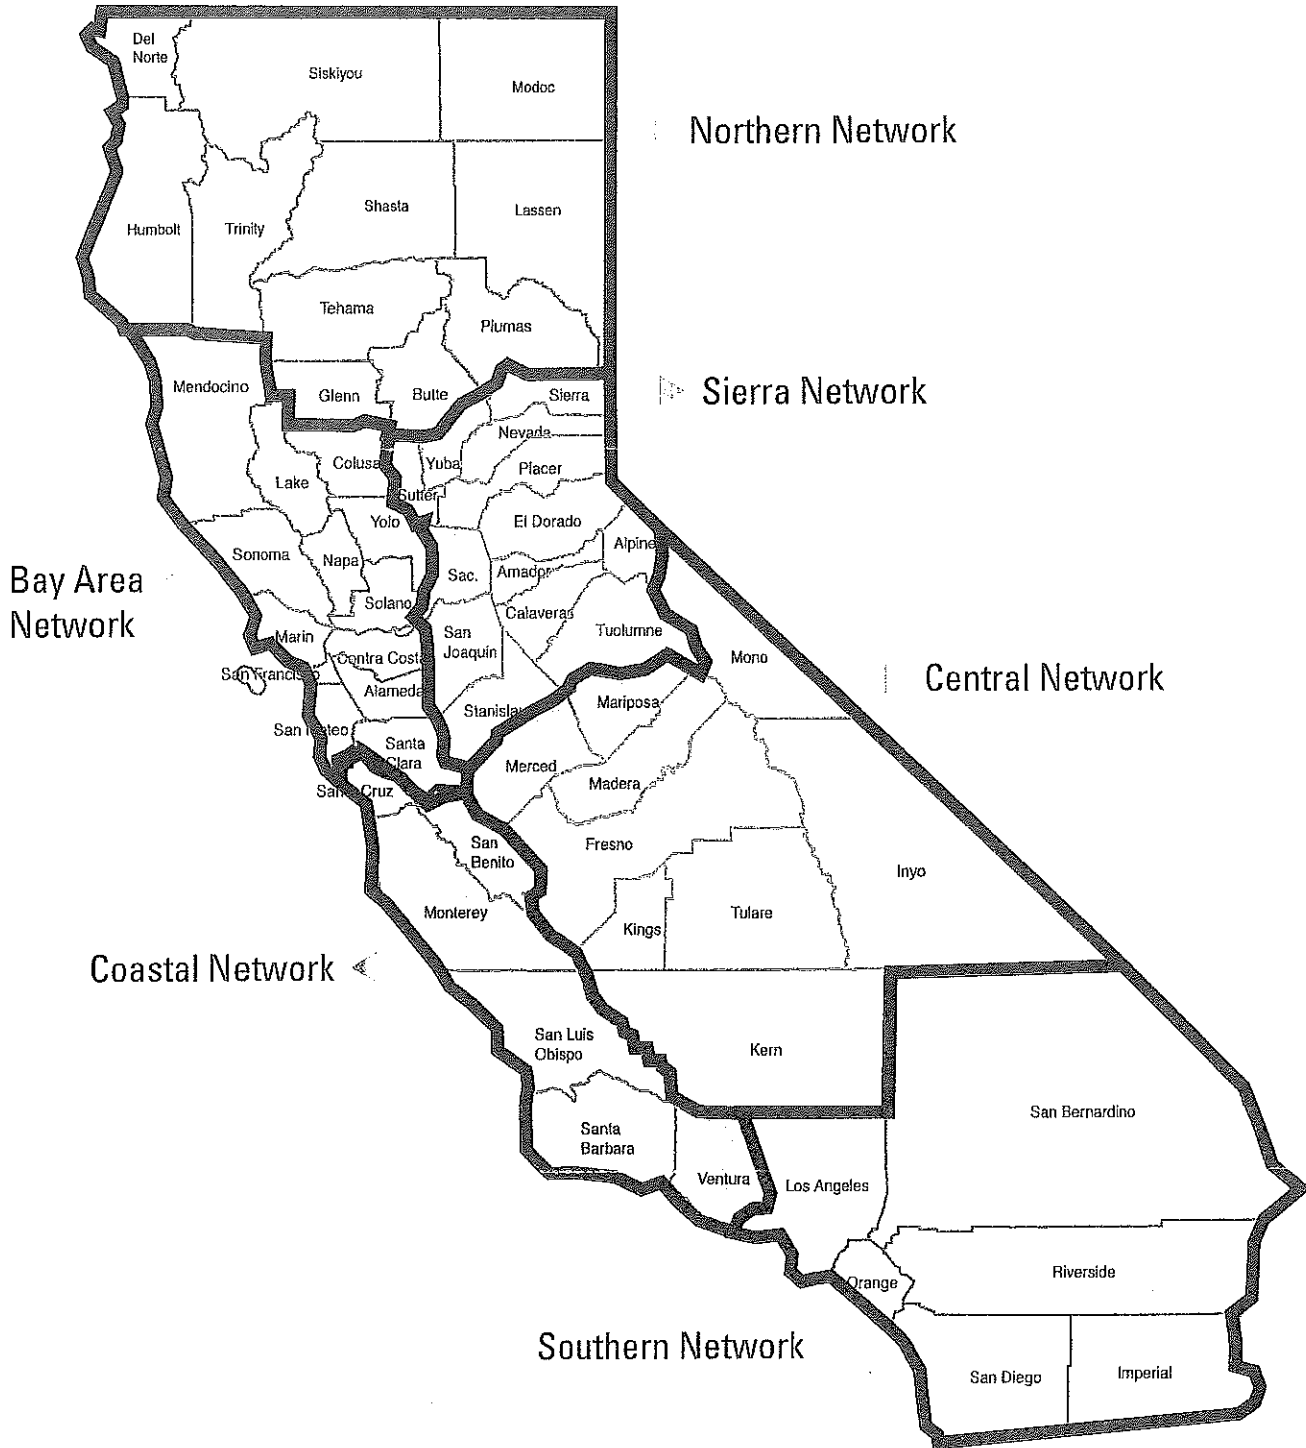 Del
Norte
Siskiyou
Modoc
Northern Network
Humbolt
Trinity
Shasta
Lassen
Tehama
Plumas
Mendocino
Glenn
Butte
Sierra
Sierra Network
Nevada
Colusa
Yuba
Placer
Lake
Sutter
Yolo
El Dorado
Sonoma
Napa
Alpine
Bay Area
Network
Sac.
Amador
Solano
Calaveras
Marin
San
Joaquin
Tuolumne
Contra Costa
Mono
San Francisco
Central Network
Alameda
Mariposa
Stanislau
San Mateo
Santa
Clara
Merced
Madera
Santa Cruz
San
Benito
Fresno
Inyo
Monterey
Kings
Tulare
Coastal Network
San Luis
Obispo
Kern
San Bernardino
Santa
Barbara
Ventura
Los Angeles
Orange
Riverside
Southern Network
San Diego
Imperial